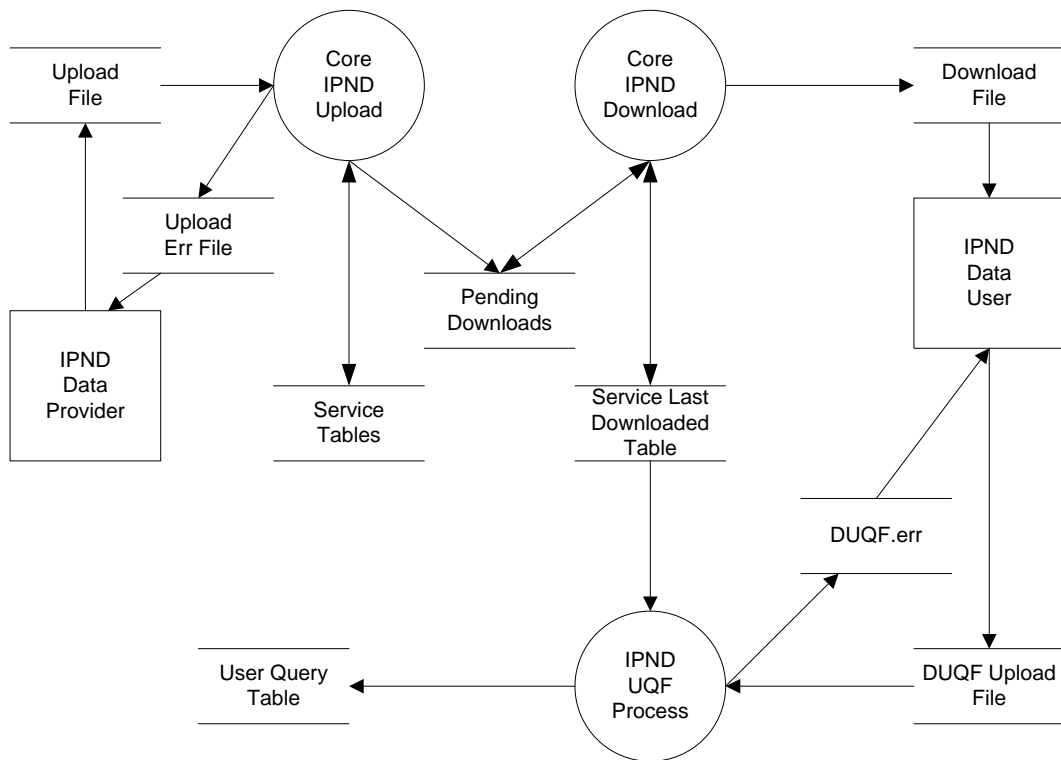 Upload
File
Core
IPND
Upload
Core
IPND
Download
Download
File
Upload
Err File
IPND
Data
User
Pending
Downloads
IPND
Data
Provider
Service
Tables
Service Last
Downloaded
Table
DUQF.err
User Query
Table
IPND
UQF
Process
DUQF Upload
File